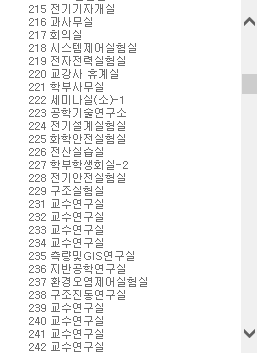 215 전기기자개실
216 과사무실
217 회의실
218 시스템제어실험실
219 전자전력실험실
220 교강사 휴게실
221 학부사무실
222 세미나실(소)-1
223 공학기술연구소
224 전기설계실험실
225 화학안전실험실
226 전산실습실
227 학부학생회실-2
228 전기안전실험실
229 구조실험실
231 교수연구실
232 교수연구실
233 교수연구실
234 교수연구실
235 측량및GIS연구실
236 지반공학연구실
237 환경오염제어실험실
238 구조진동연구실
239 교수연구실
240 교수연구실
241 교수연구실
242 교수연구실